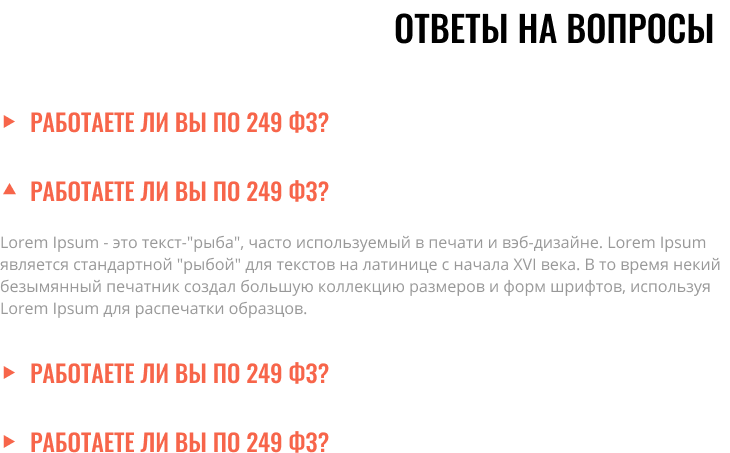 ОТВЕТЫ НА ВОПРОСЫ
РАБОТАЕТЕ ЛИ ВЫ ПО 249 ФЗ?
РАБОТАЕТЕ ЛИ ВЫ ПО 249 ФЗ?
Lorem Ipsum - это текст-"рыба", часто используемый в печати и вэб-дизайне. Lorem Ipsum
является стандартной "рыбой" для текстов на латинице с начала XVI века. В то время некий
безымянный печатник создал большую коллекцию размеров и форм шрифтов, используя
Lorem Ipsum для распечатки образцов.
РАБОТАЕТЕ ЛИ ВЫ ПО 249 ФЗ?
РАБОТАЕТЕ ЛИ ВЫ ПО 249 ФЗ?